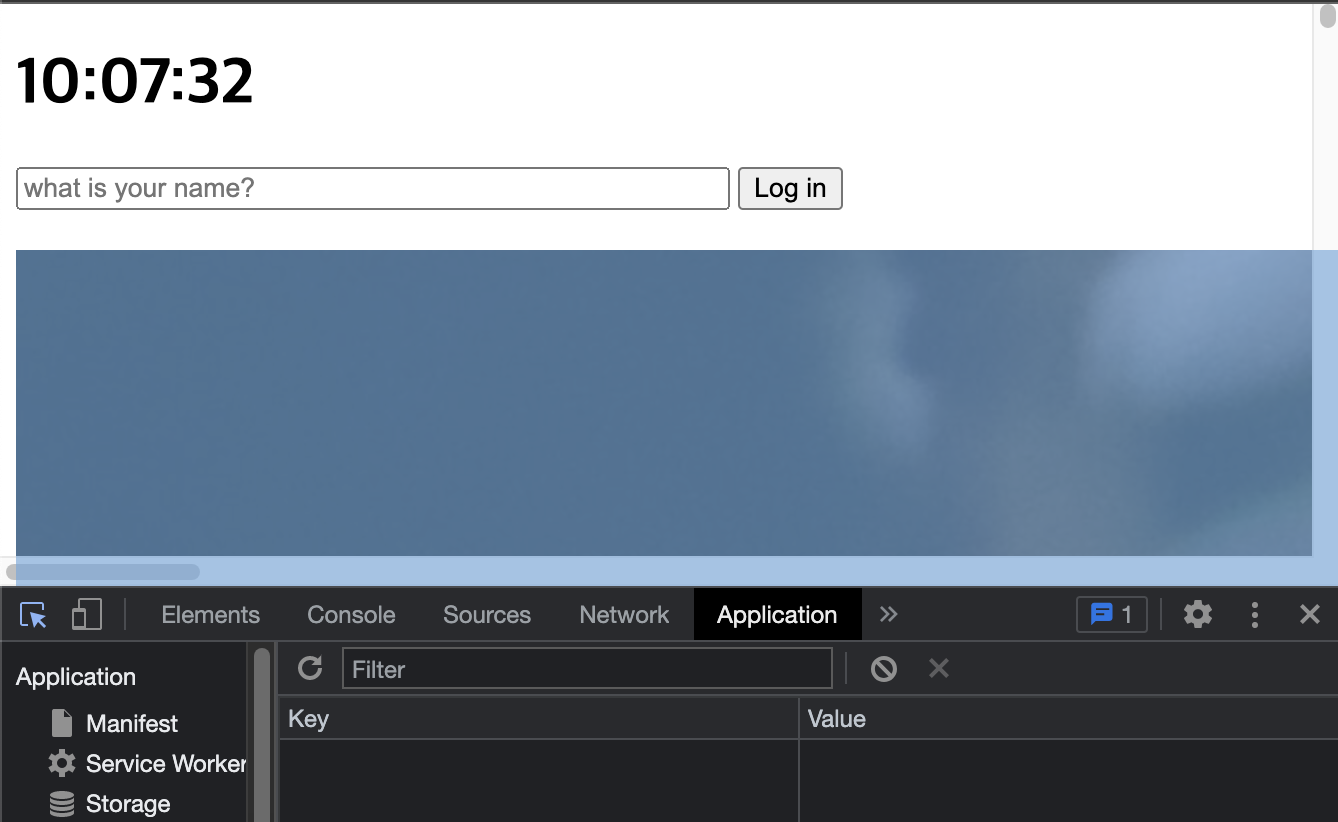 10:07:32
what is your name? Log in
Elements Console Sources Network Application 1
Application
Filter
Key Value
Manifest
Service Worker
Storage